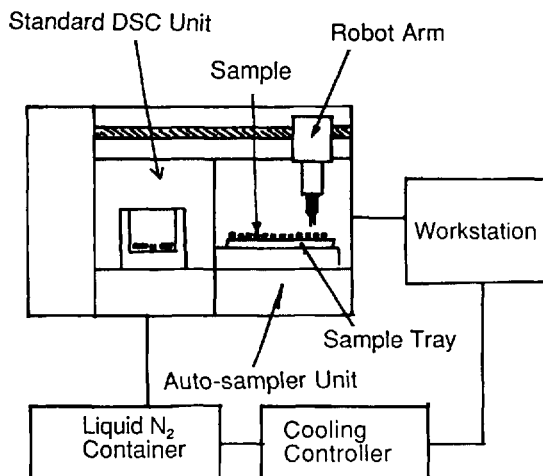 Standard DSC Unit
Robot Arm
Sample
Workstation
Sample Tray
Auto-sampler Unit
Liquid N₂
Container
Cooling
Controller